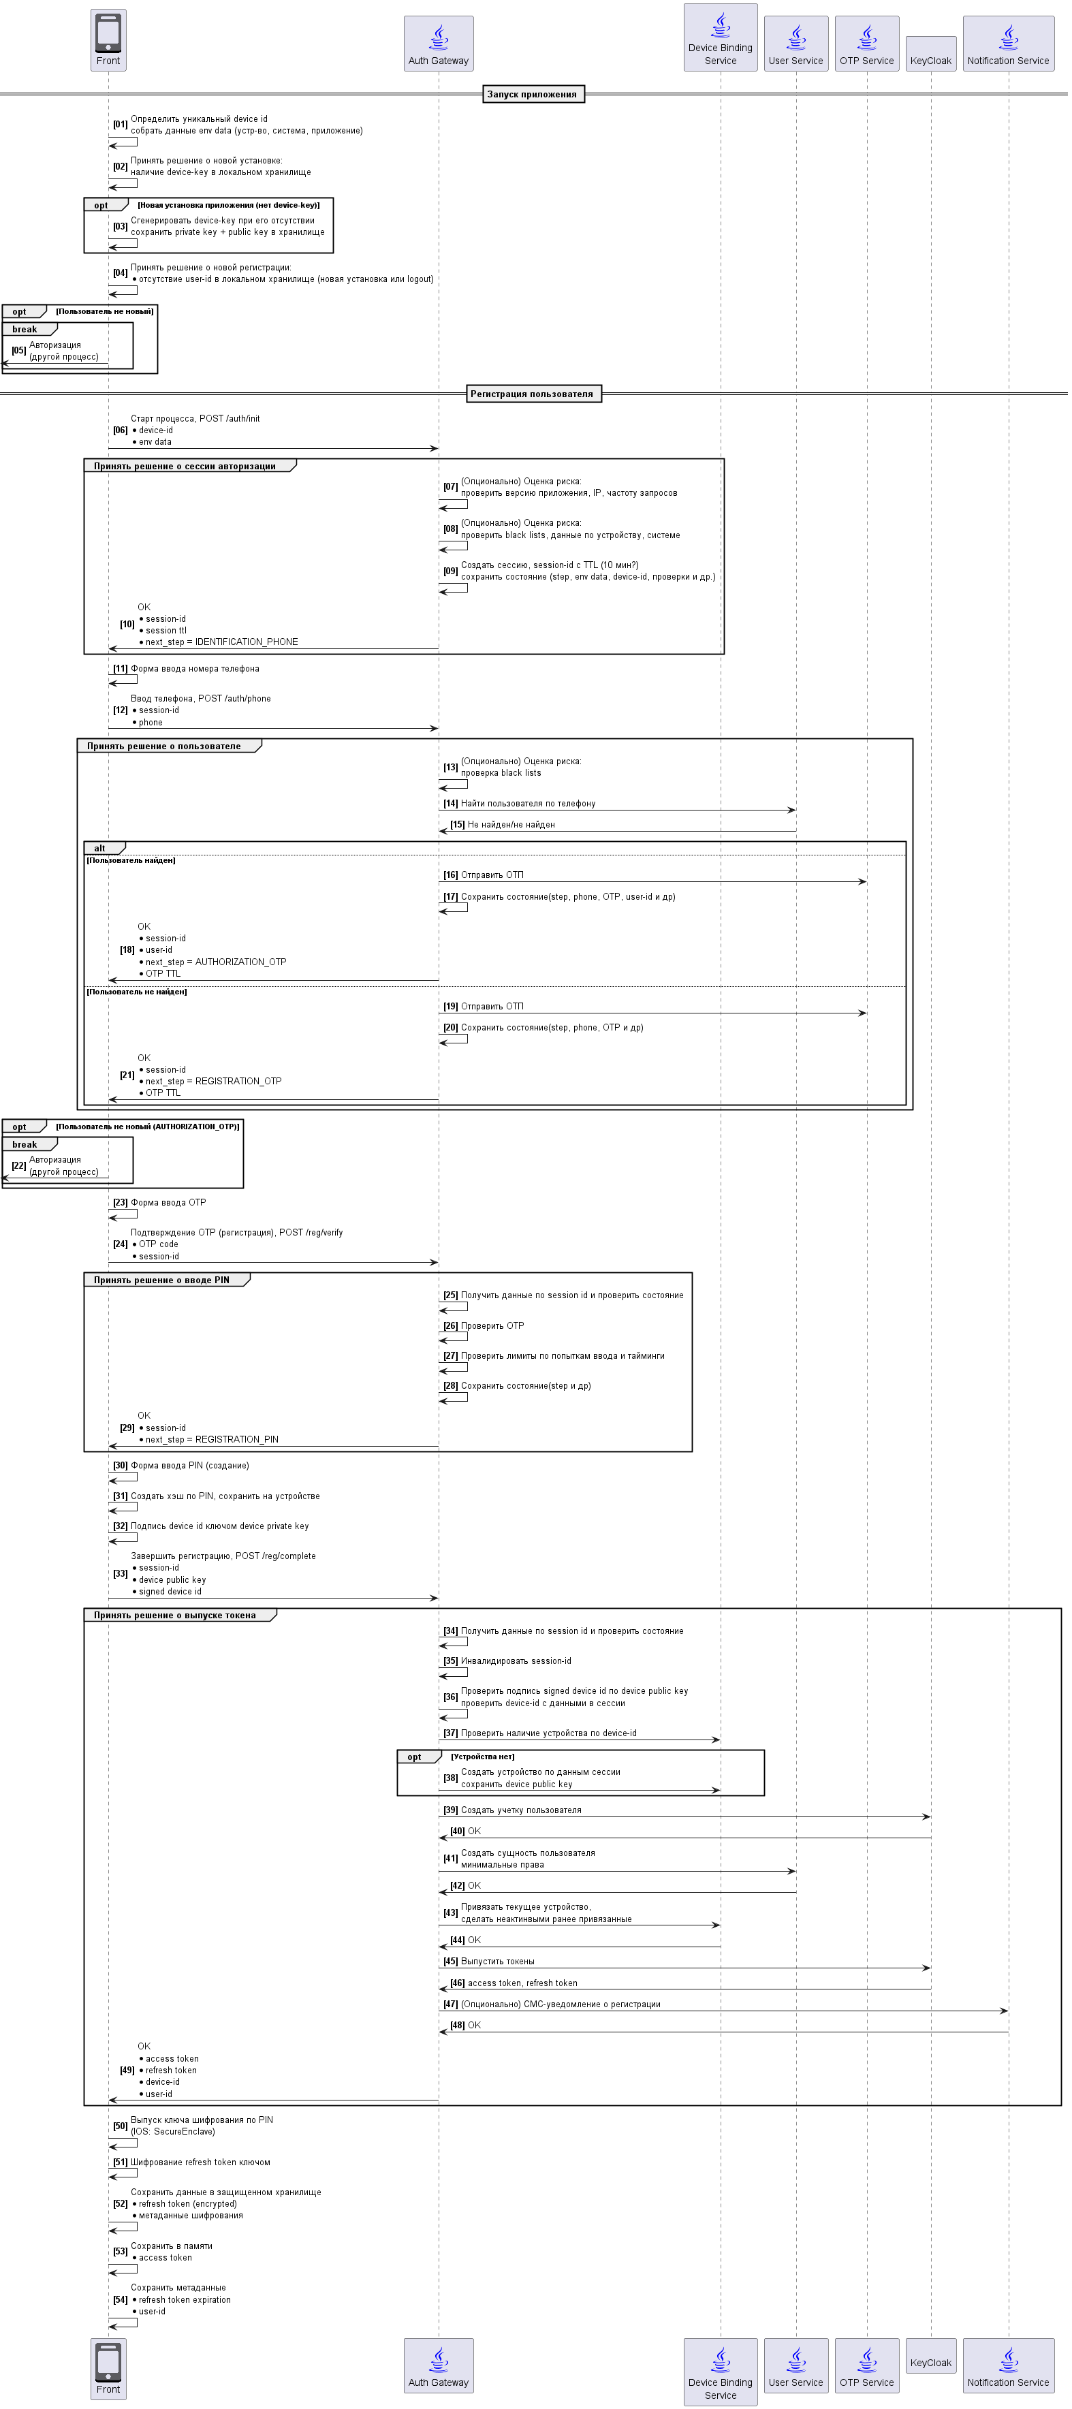 Front
Auth Gateway
Device Binding
Service
User Service
OTP Service
KeyCloak
Notification Service
Запуск приложения
[01] Определить уникальный device id
собрать данные env data (устр-во, система, приложение)
[02] Принять решение о новой установке:
наличие device-key в локальном хранилище
opt [Новая установка приложения (нет device-key)]
[03] Сгенерировать device-key при его отсутствии
сохранить private key + public key в хранилище
[04] Принять решение о новой регистрации:
• отсутствие user-id в локальном хранилище (новая установка или logout)
opt [Пользователь не новый]
break
[05] Авторизация
(другой процесс)
Регистрация пользователя
Старт процесса, POST /auth/init
[06] • device-id
• env data
Принять решение о сессии авторизации
[07] (Опционально) Оценка риска:
проверить версию приложения, IP, частоту запросов
[08] (Опционально) Оценка риска:
проверить black lists, данные по устройству, системе
[09] Создать сессию, session-id с TTL (10 мин?)
сохранить состояние (step, env data, device-id, проверки и др.)
OK
• session-id
[10] • session ttl
• next_step = IDENTIFICATION_PHONE
[11] Форма ввода номера телефона
Ввод телефона, POST /auth/phone
[12] • session-id
• phone
Принять решение о пользователе
[13] (Опционально) Оценка риска:
проверка black lists
[14] Найти пользователя по телефону
[15] Не найден/не найден
alt
[Пользователь найден]
[16] Отправить ОТП
[17] Сохранить состояние(step, phone, OTP, user-id и др)
OK
• session-id
[18] • user-id
• next_step = AUTHORIZATION_OTP
• OTP TTL
[Пользователь не найден]
[19] Отправить ОТП
[20] Сохранить состояние(step, phone, OTP и др)
OK
• session-id
[21] • next_step = REGISTRATION_OTP
• OTP TTL
opt [Пользователь не новый (AUTHORIZATION_OTP)]
break
[22] Авторизация
(другой процесс)
[23] Форма ввода OTP
Подтверждение OTP (регистрация), POST /reg/verify
[24] • OTP code
• session-id
Принять решение о вводе PIN
[25] Получить данные по session id и проверить состояние
[26] Проверить OTP
[27] Проверить лимиты по попыткам ввода и тайминги
[28] Сохранить состояние(step и др)
OK
[29] • session-id
• next_step = REGISTRATION_PIN
[30] Форма ввода PIN (создание)
[31] Создать хэш по PIN, сохранить на устройстве
[32] Подпись device id ключом device private key
Завершить регистрацию, POST /reg/complete
• session-id
[33] • device public key
• signed device id
Принять решение о выпуске токена
[34] Получить данные по session id и проверить состояние
[35] Инвалидировать session-id
[36] Проверить подпись signed device id по device public key
проверить device-id с данными в сессии
[37] Проверить наличие устройства по device-id
opt [Устройства нет]
[38] Создать устройство по данным сессии
сохранить device public key
[39] Создать учетку пользователя
[40] OK
[41] Создать сущность пользователя
минимальные права
[42] OK
[43] Привязать текущее устройство,
сделать неактинвыми ранее привязанные
[44] OK
[45] Выпустить токены
[46] access token, refresh token
[47] (Опционально) СМС-уведомление о регистрации
[48] OK
OK
• access token
[49] • refresh token
• device-id
• user-id
[50] Выпуск ключа шифрования по PIN
(IOS: SecureEnclave)
[51] Шифрование refresh token ключом
Сохранить данные в защищенном хранилище
[52] • refresh token (encrypted)
• метаданные шифрования
[53] Сохранить в памяти
• access token
Сохранить метаданные
[54] • refresh token expiration
• user-id
Front
Auth Gateway
Device Binding
Service
User Service
OTP Service
KeyCloak
Notification Service